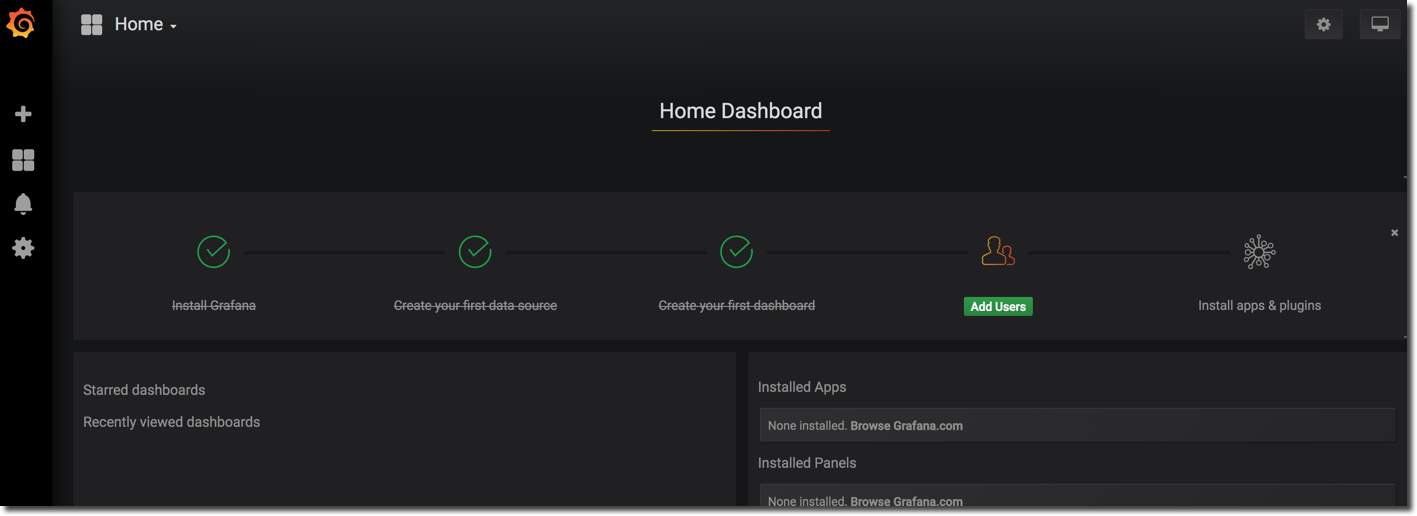 Home
Home Dashboard
Install Grafana
Create your first data source
Create your first dashboard
Add Users
Install apps & plugins
Starred dashboards
Recently viewed dashboards
Installed Apps
None installed. Browse Grafana.com
Installed Panels
None installed. Browse Grafana.com